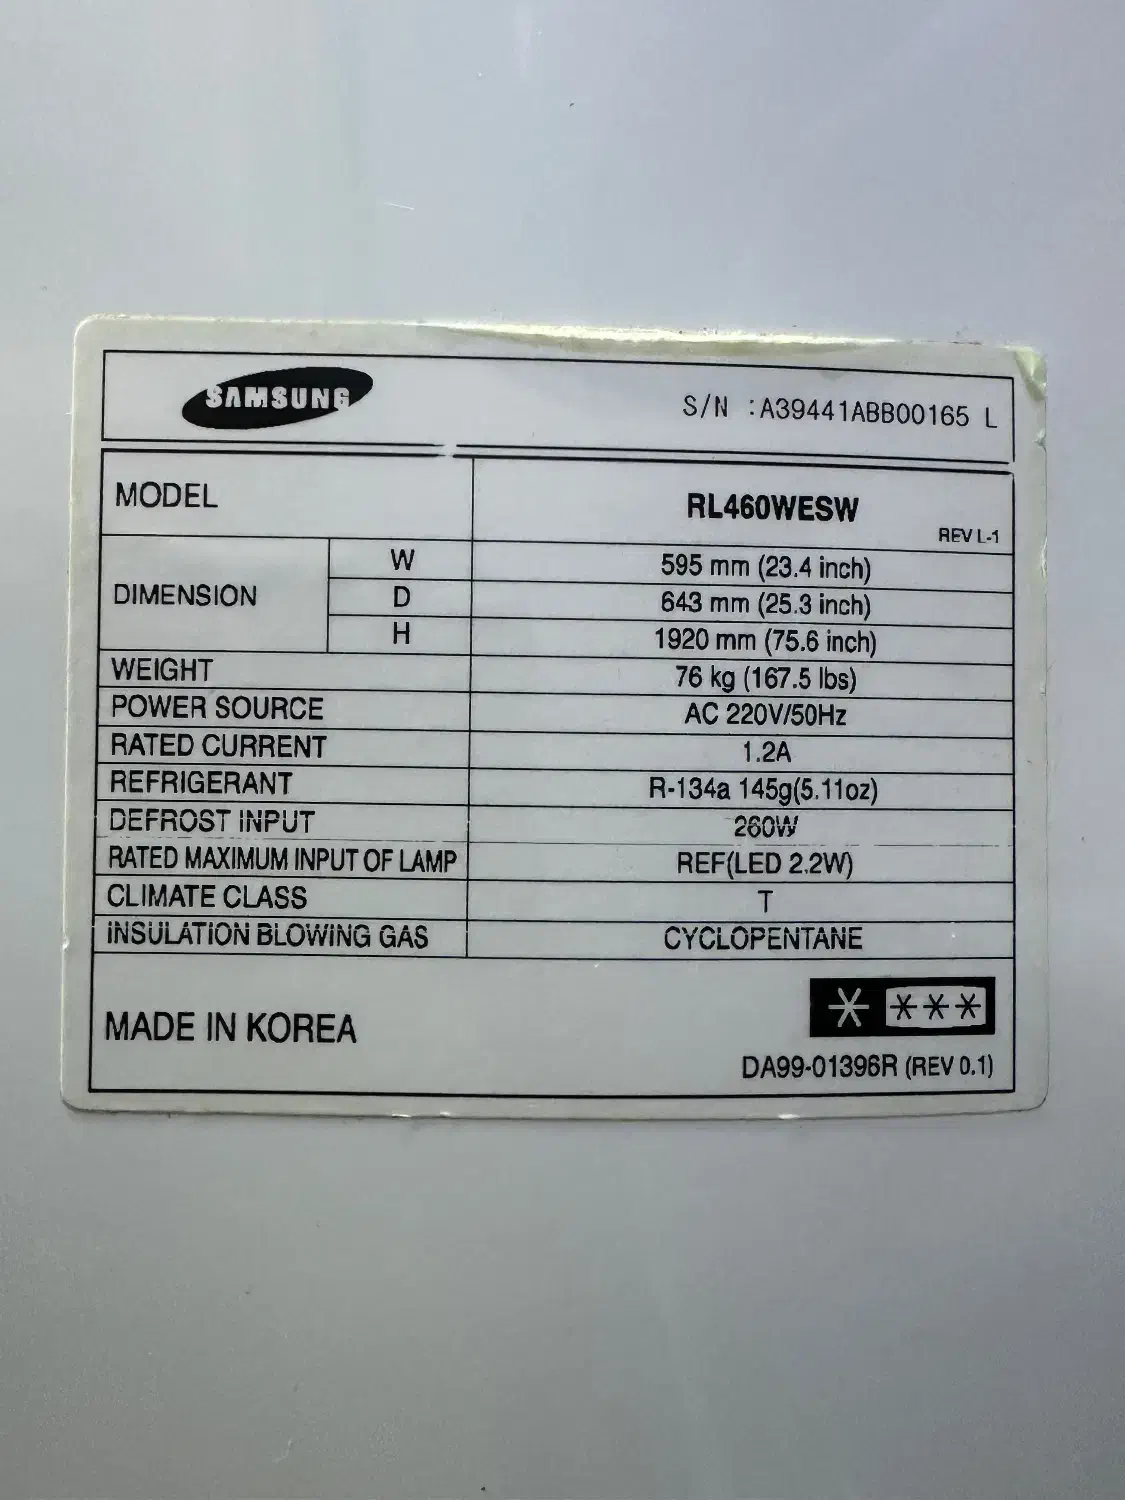 SAMSUNG S/N :A39441ABB00165 L
MODEL RL460WESW
REV L-1
DIMENSION W 595 mm (23.4 inch)
D 643 mm (25.3 inch)
H 1920 mm (75.6 inch)
WEIGHT 76 kg (167.5 lbs)
POWER SOURCE AC 220V/50Hz
RATED CURRENT 1.2A
REFRIGERANT R-134a 145g(5.11oz)
DEFROST INPUT 260W
RATED MAXIMUM INPUT OF LAMP REF(LED 2.2W)
CLIMATE CLASS T
INSULATION BLOWING GAS CYCLOPENTANE
MADE IN KOREA
DA99-01396R (REV 0.1)